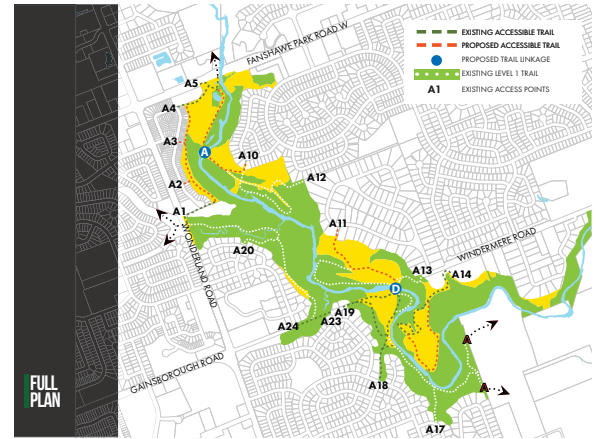 FANSHAWE PARK ROAD W
EXISTING ACCESSIBLE TRAIL
PROPOSED ACCESSIBLE TRAIL
PROPOSED TRAIL LINKAGE
EXISTING LEVEL 1 TRAIL
A1 EXISTING ACCESS POINTS
A5
A4
A3
A
A10
A2
A12
A1
A11
WONDERLAND ROAD
A20
WINDERMERE ROAD
A13
A14
D
A19
A23
A24
GAINSBOROUGH ROAD
A18
A
A
A17
FULL
PLAN